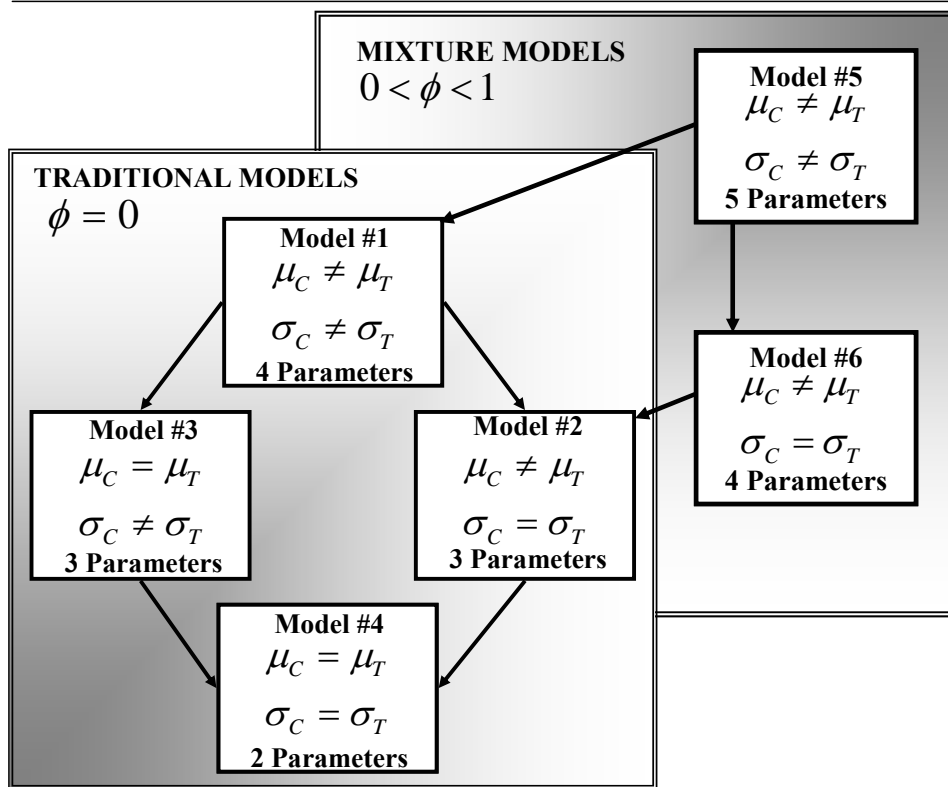 MIXTURE MODELS
0 < ϕ < 1
Model #5
μ_C ≠ μ_T
σ_C ≠ σ_T
5 Parameters
TRADITIONAL MODELS
ϕ = 0
Model #1
μ_C ≠ μ_T
σ_C ≠ σ_T
4 Parameters
Model #6
μ_C ≠ μ_T
σ_C = σ_T
4 Parameters
Model #3
μ_C = μ_T
σ_C ≠ σ_T
3 Parameters
Model #2
μ_C ≠ μ_T
σ_C = σ_T
3 Parameters
Model #4
μ_C = μ_T
σ_C = σ_T
2 Parameters